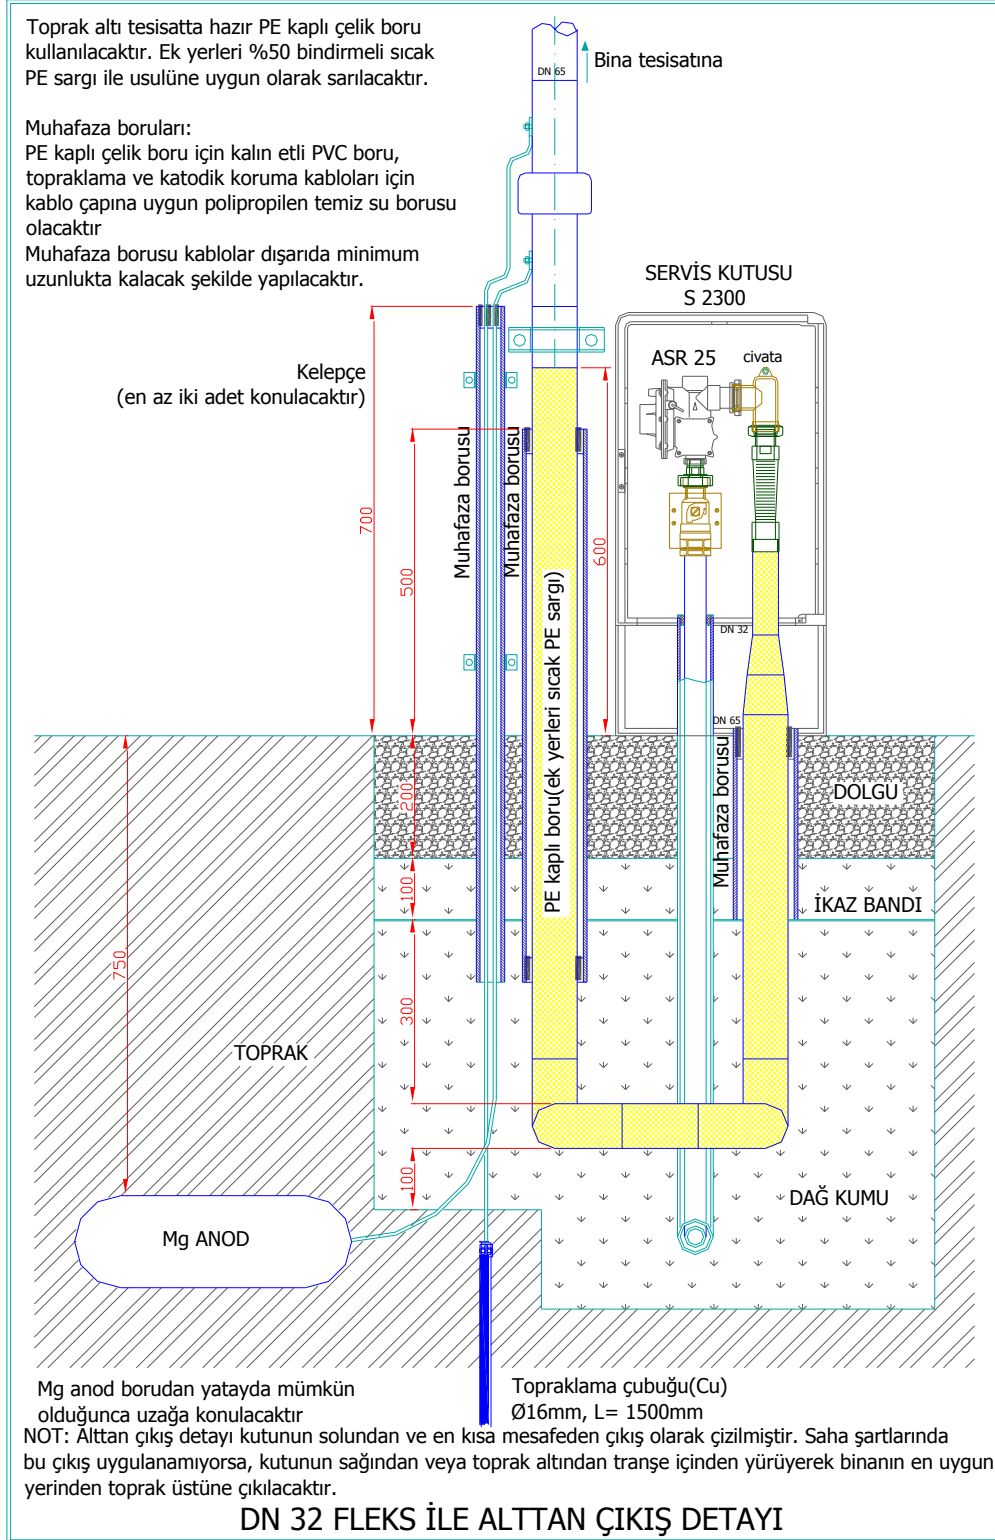 Toprak altı tesisatta hazır PE kaplı çelik boru
kullanılacaktır. Ek yerleri %50 bindirmeli sıcak
PE sargı ile usulüne uygun olarak sarılacaktır.
Muhafaza boruları:
PE kaplı çelik boru için kalın etli PVC boru,
topraklama ve katodik koruma kabloları için
kablo çapına uygun polipropilen temiz su borusu
olacaktır
Muhafaza borusu kablolar dışarıda minimum
uzunlukta kalacak şekilde yapılacaktır.
DN 65
Bina tesisatına
SERVİS KUTUSU
S 2300
ASR 25
civata
Kelepçe
(en az iki adet konulacaktır)
700
500
Muhafaza borusu
Muhafaza borusu
PE kaplı boru(ek yerleri sıcak PE sargı)
600
DN 32
DN 65
Muhafaza borusu
200
DOLGU
100
İKAZ BANDI
750
300
TOPRAK
100
DAĞ KUMU
Mg ANOD
Mg anod borudan yatayda mümkün
olduğunca uzağa konulacaktır
Topraklama çubuğu(Cu)
Ø16mm, L= 1500mm
NOT: Alttan çıkış detayı kutunun solundan ve en kısa mesafeden çıkış olarak çizilmiştir. Saha şartlarında
bu çıkış uygulanamıyorsa, kutunun sağından veya toprak altından tranşe içinden yürüyerek binanın en uygun
yerinden toprak üstüne çıkılacaktır.
DN 32 FLEKS İLE ALTTAN ÇIKIŞ DETAYI